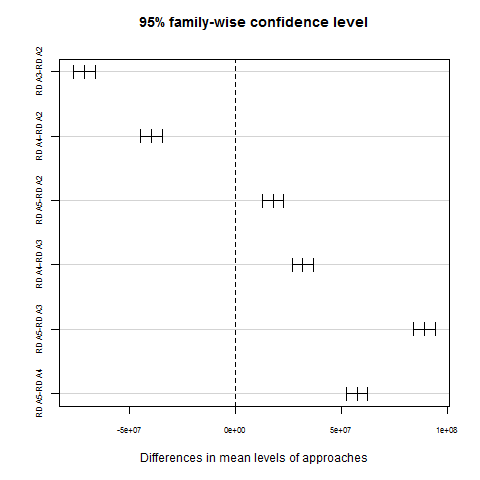 95% family-wise confidence level
RD A3-RD A2
RD A4-RD A2
RD A5-RD A2
RD A4-RD A3
RD A5-RD A3
RD A5-RD A4
-5e+07 0e+00 5e+07 1e+08
Differences in mean levels of approaches